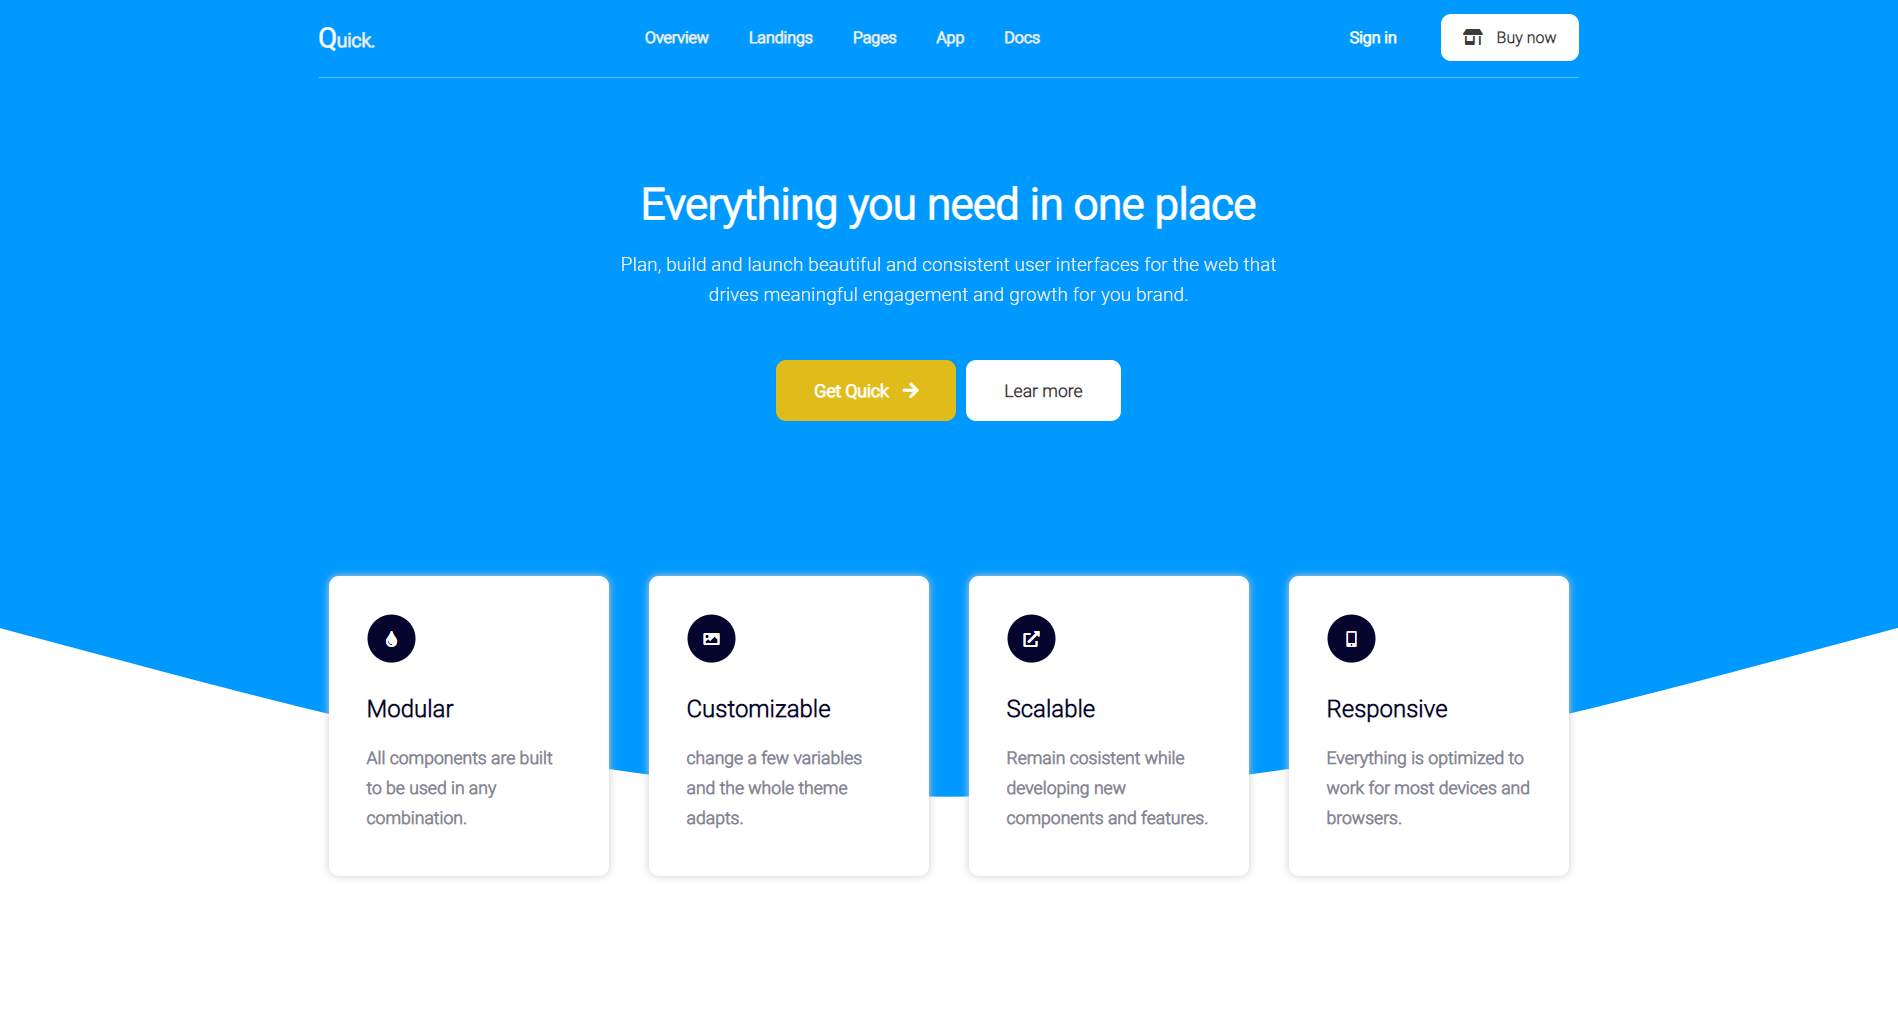 Quick.
Overview
Landings
Pages
App
Docs
Sign in
Buy now
Everything you need in one place
Plan, build and launch beautiful and consistent user interfaces for the web that
drives meaningful engagement and growth for you brand.
Get Quick
Lear more
Modular
All components are built
to be used in any
combination.
Customizable
change a few variables
and the whole theme
adapts.
Scalable
Remain cosistent while
developing new
components and features.
Responsive
Everything is optimized to
work for most devices and
browsers.